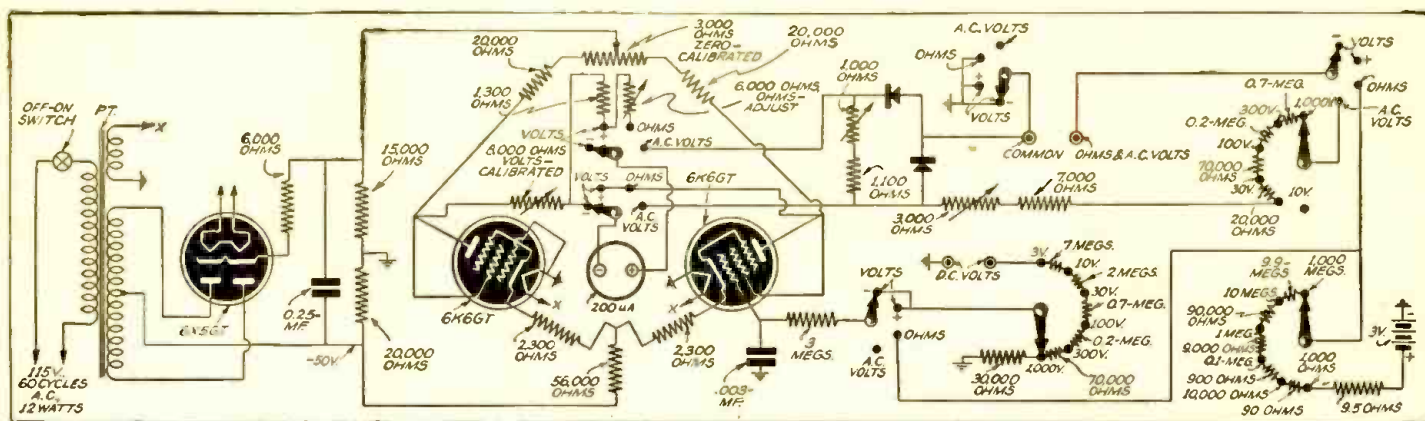 OFF-ON
SWITCH
P.T.
X
6,000
OHMS
15,000
OHMS
6X5GT
0.25-
MF.
-50V.
20,000
OHMS
115V.
60 CYCLES
A.C.,
12 WATTS
20,000
OHMS
3,000
OHMS
ZERO-
CALIBRATED
20,000
OHMS
1,300
OHMS
6,000 OHMS,
OHMS-
ADJUST
VOLTS
+
OHMS
-
A.C. VOLTS
8,000 OHMS
VOLTS-
CALIBRATED
6K6GT
VOLTS
+
OHMS
-
A.C.
VOLTS
6K6GT
X
200 uA
-
+
X
2,300
OHMS
2,300
OHMS
56,000
OHMS
.003-
MF.
3
MEGS.
1,000
OHMS
1,100
OHMS
A.C. VOLTS
OHMS
+
-
VOLTS
COMMON
OHMS & A.C. VOLTS
3,000
OHMS
7,000
OHMS
- VOLTS
+
OHMS
A.C.
VOLTS
0.7-MEG.
300V.
1,000V.
0.2-MEG.
100V.
70,000
OHMS
30V.
10V.
20,000
OHMS
D.C. VOLTS
3V.
7 MEGS.
10V.
2 MEGS.
30V.
0.7-MEG.
100V.
0.2-MEG.
300V.
1,000V.
70,000
OHMS
30,000
OHMS
VOLTS
-
+
OHMS
A.C.
VOLTS
9.9-
MEGS.
1,000
MEGS.
10 MEGS.
90,000
OHMS
1 MEG.
9,000 OHMS
0.1-MEG.
900 OHMS
10,000 OHMS
90 OHMS
1,000
OHMS
9.5 OHMS
3V.
-
+